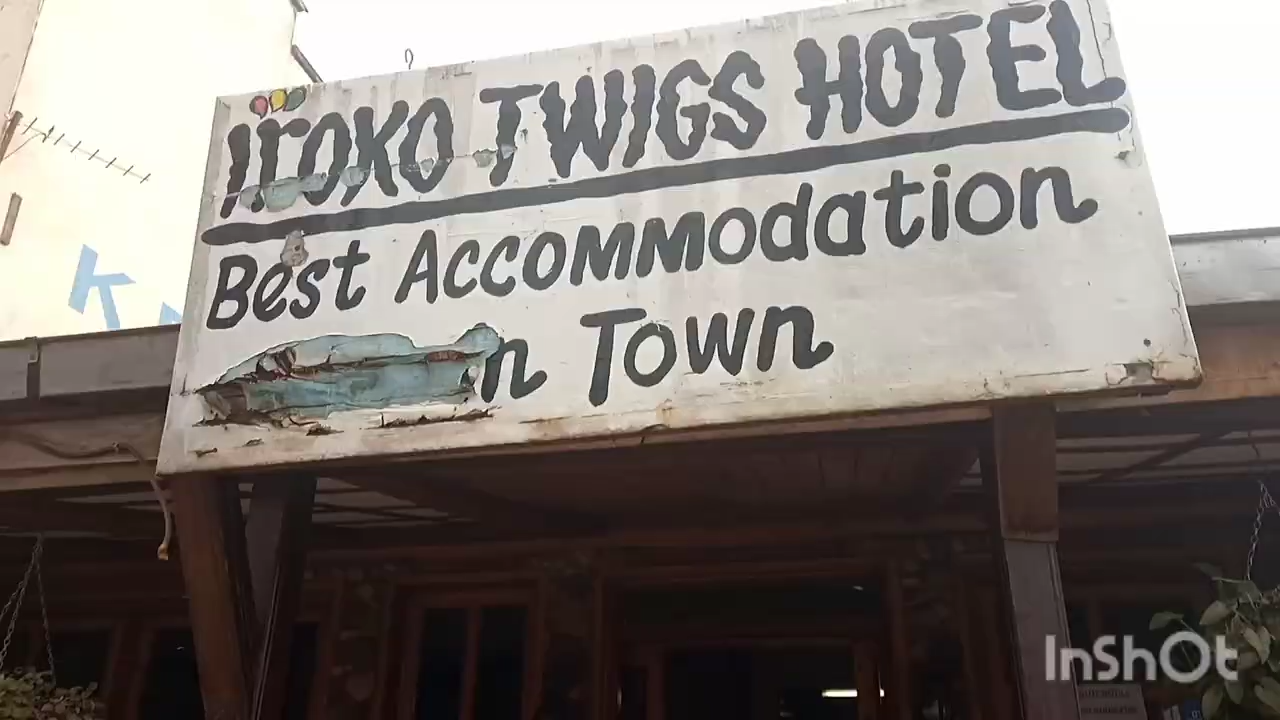 IroKO TWIGS HOTEL
Best Accommodation
n Town
K
InShOt